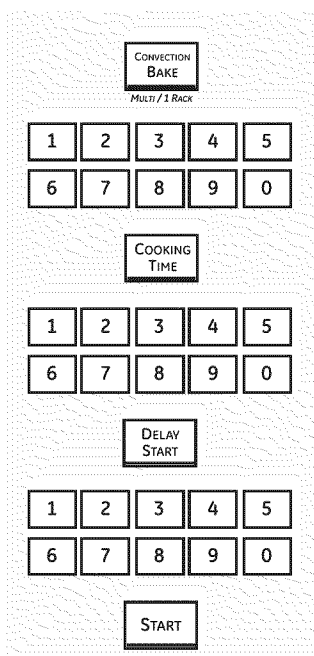 CONVECTION
BAKE
MULTI / 1 RACK
1 2 3 4 5
6 7 8 9 0
COOKING
TIME
1 2 3 4 5
6 7 8 9 0
DELAY
START
1 2 3 4 5
6 7 8 9 0
START